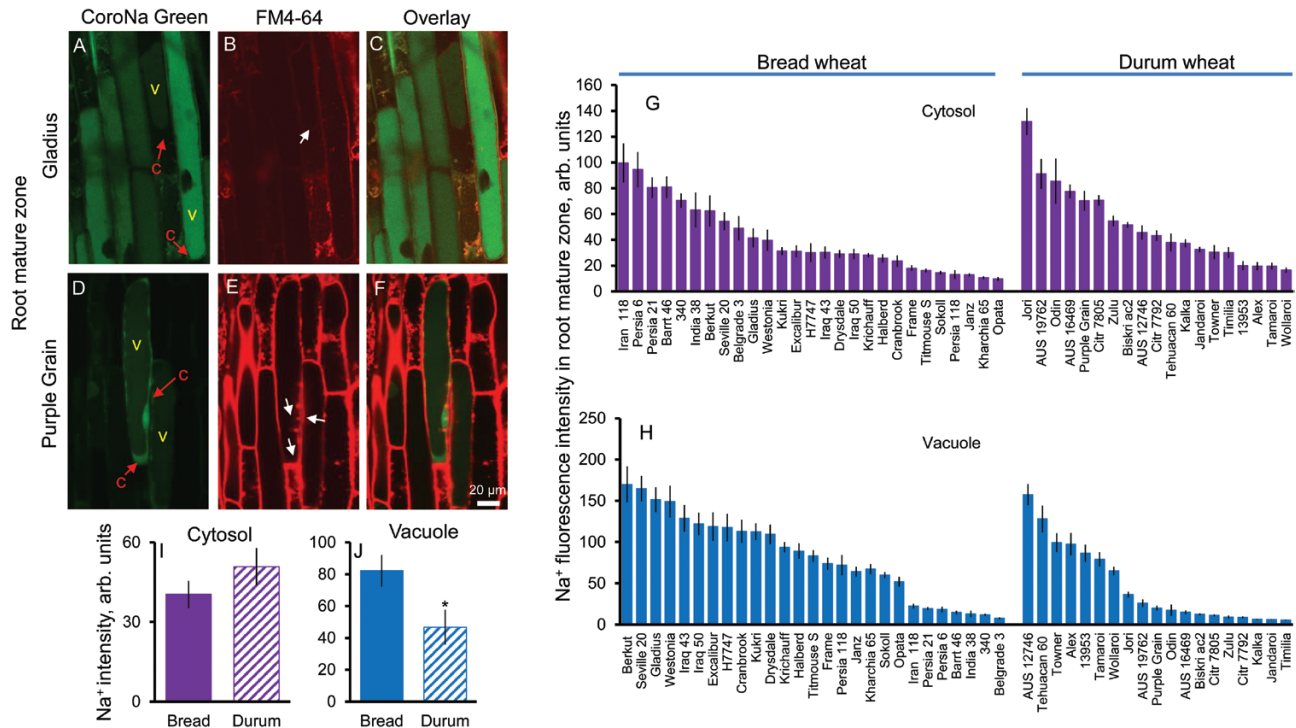 CoroNa Green
FM4-64
Overlay
Root mature zone
Gladius
A
V
C
V
C
B
C
Purple Grain
D
V
C
V
C
E
F
20 µm
Na⁺ intensity, arb. units
I
Cytosol
60
30
0
Bread
Durum
J
Vacuole
100
80
60
40
20
0
*
Bread
Durum
Bread wheat
Durum wheat
Na⁺ fluorescence intensity in root mature zone, arb. units
G
Cytosol
160
140
120
100
80
60
40
20
0
Iran 118
Persia 6
Persia 21
Barrt 46
340
India 38
Berkut
Seville 20
Belgrade 3
Gladius
Westonia
Kukri
Excalibur
H7747
Iraq 43
Drysdale
Iraq 50
Krichauff
Halberd
Cranbrook
Frame
Titmouse S
Sokoll
Persia 118
Janz
Kharchia 65
Opata
Jori
AUS 19762
Odin
AUS 16469
Purple Grain
Citr 7805
Zulu
Biskri ac2
AUS 12746
Citr 7792
Tehuacan 60
Kalka
Jandaroi
Towner
Timilia
13953
Alex
Tamaroi
Wollaroi
H
Vacuole
250
200
150
100
50
0
Berkut
Seville 20
Gladius
Westonia
Iraq 43
Iraq 50
Excalibur
H7747
Cranbrook
Kukri
Drysdale
Krichauff
Halberd
Titmouse S
Frame
Persia 118
Janz
Kharchia 65
Sokoll
Opata
Iran 118
Persia 21
Persia 6
Barrt 46
India 38
340
Belgrade 3
AUS 12746
Tehuacan 60
Towner
Alex
13953
Tamaroi
Wollaroi
Jori
AUS 19762
Purple Grain
Odin
AUS 16469
Biskri ac2
Citr 7805
Zulu
Citr 7792
Kalka
Jandaroi
Timilia